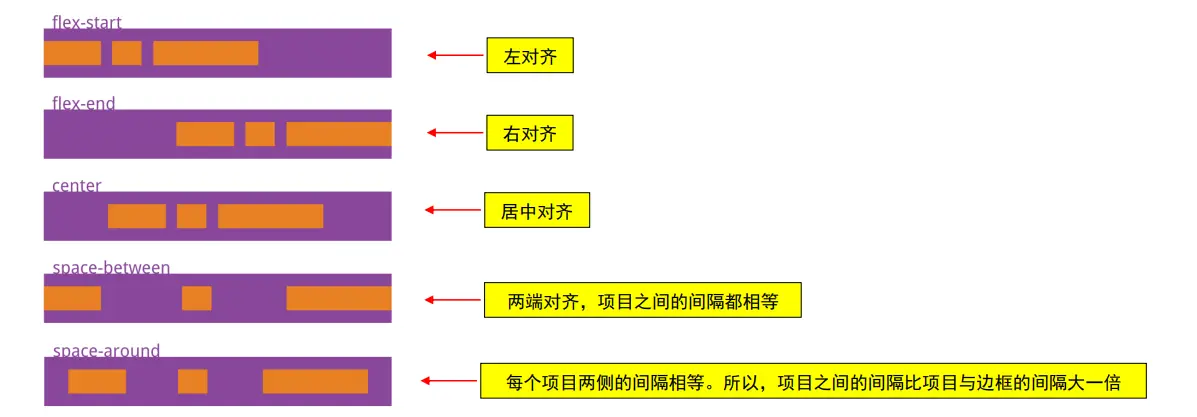 flex-start
左对齐
flex-end
右对齐
center
居中对齐
space-between
两端对齐，项目之间的间隔都相等
space-around
每个项目两侧的间隔相等。所以，项目之间的间隔比项目与边框的间隔大一倍